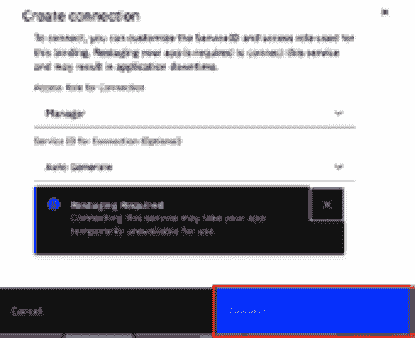 Create connection
To connect, you can customize the ServiceID and access role used for
this binding. Restaging your app is required to connect this service
and may result in application downtime.
Access Role for Connection
Manager
Service ID for Connection (Optional)
Auto Generate
Restaging Required
Connecting this service may take your app
temporarily unavailable for use.
Cancel